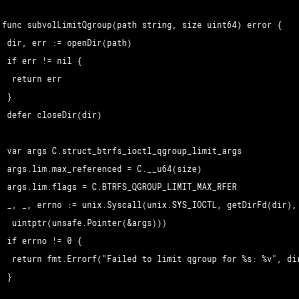 func subvolLimitQgroup(path string, size uint64) error {
dir, err := openDir(path)
if err != nil {
return err
}
defer closeDir(dir)
var args C.struct_btrfs_ioctl_qgroup_limit_args
args.lim.max_referenced = C.__u64(size)
args.lim.flags = C.BTRFS_QGROUP_LIMIT_MAX_RFER
_, _, errno := unix.Syscall(unix.SYS_IOCTL, getDirFd(dir),
uintptr(unsafe.Pointer(&args)))
if errno != 0 {
return fmt.Errorf("Failed to limit qgroup for %s: %v", dir
}